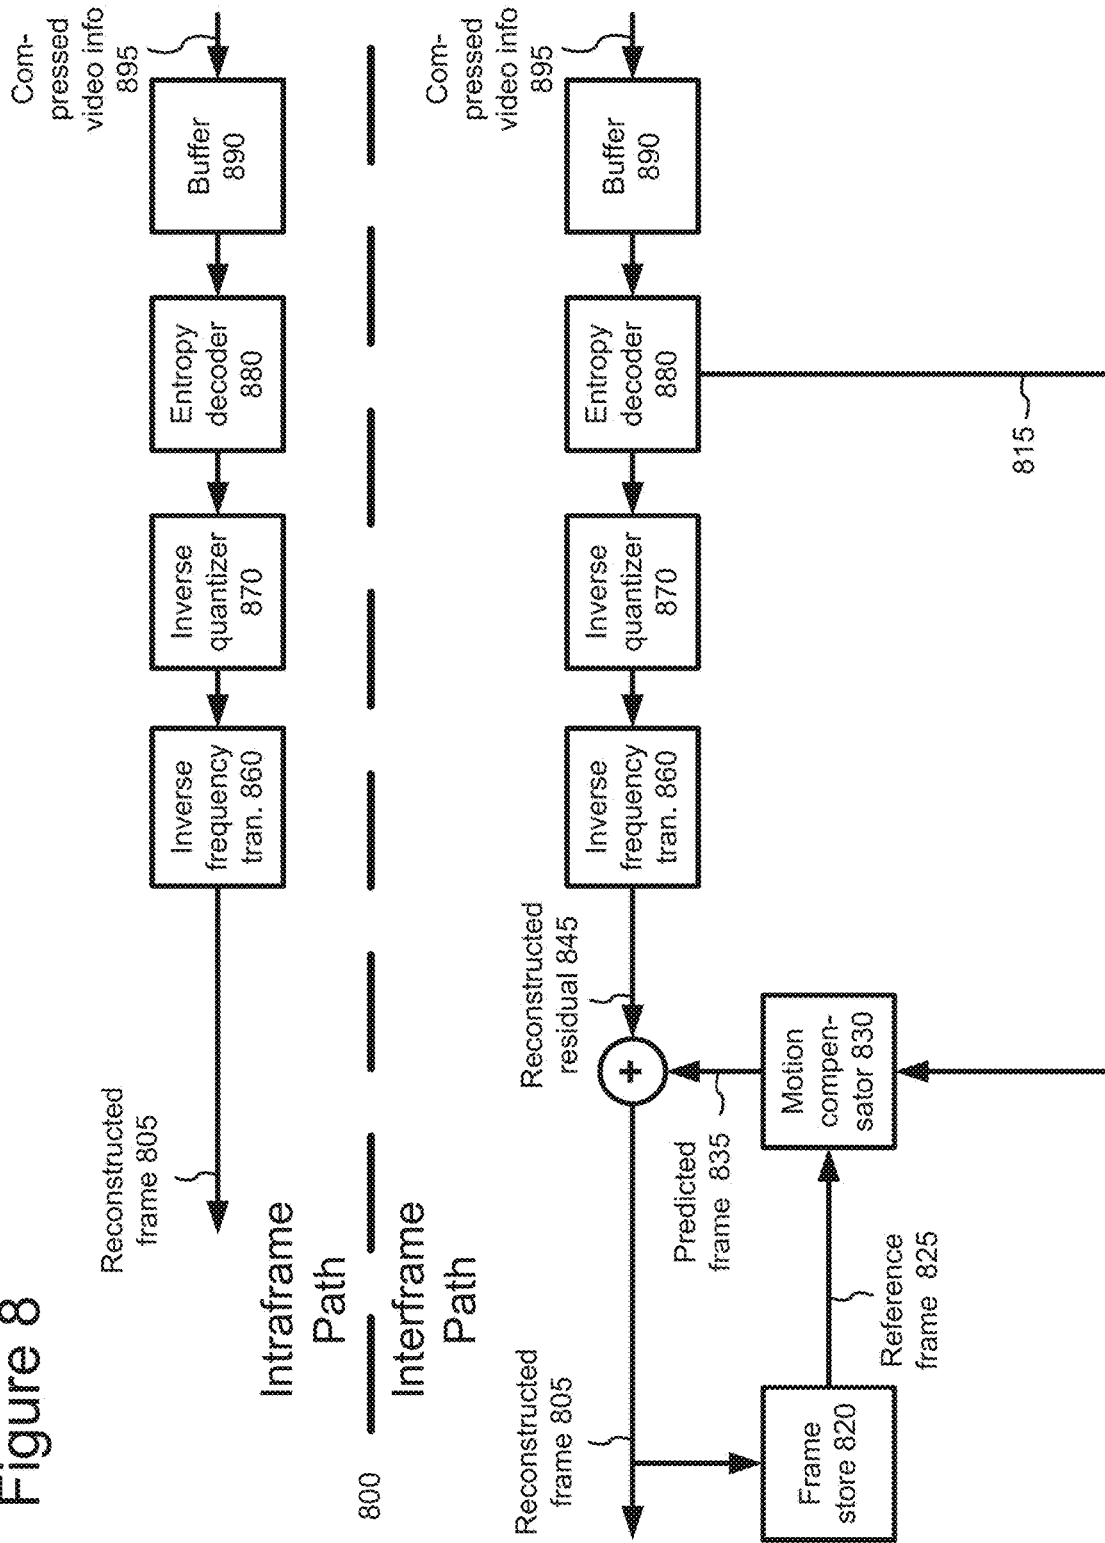 Figure 8
Reconstructed
frame 805
Inverse
frequency
tran. 860
Inverse
quantizer
870
Entropy
decoder
880
Buffer
890
Com-
pressed
video info
895
Intraframe
Path
800
Interframe
Path
Reconstructed
frame 805
Reconstructed
residual 845
Inverse
frequency
tran. 860
Inverse
quantizer
870
Entropy
decoder
880
Buffer
890
Com-
pressed
video info
895
Predicted
frame 835
Frame
store 820
Reference
frame 825
Motion
compen-
sator 830
815